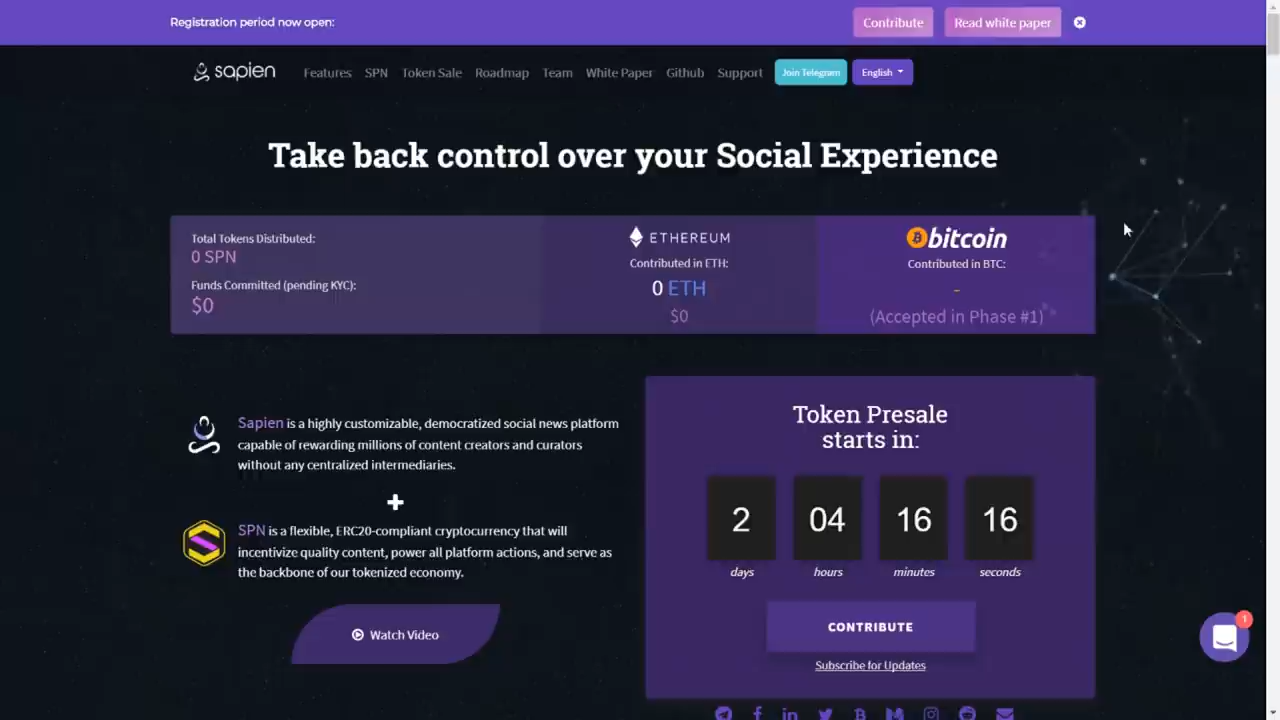 Registration period now open:
Contribute
Read white paper
sapien
Features
SPN
Token Sale
Roadmap
Team
White Paper
Github
Support
Join Telegram
English
Take back control over your Social Experience
Total Tokens Distributed:
0 SPN
Funds Committed (pending KYC):
$0
ETHEREUM
Contributed in ETH:
0 ETH
$0
bitcoin
Contributed in BTC:
-
(Accepted in Phase #1)
Sapien is a highly customizable, democratized social news platform
capable of rewarding millions of content creators and curators
without any centralized intermediaries.
SPN is a flexible, ERC20-compliant cryptocurrency that will
incentivize quality content, power all platform actions, and serve as
the backbone of our tokenized economy.
Watch Video
Token Presale
starts in:
2 04 16 16
days hours minutes seconds
CONTRIBUTE
Subscribe for Updates
1